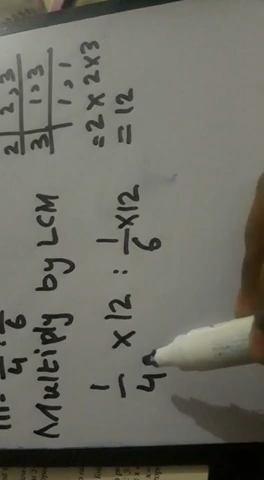 2 | 2, 3
3 | 1, 3
1, 1
= 2 × 2 × 3
= 12
Multiply by LCM
1/4 × 12 : 1/6 × 12